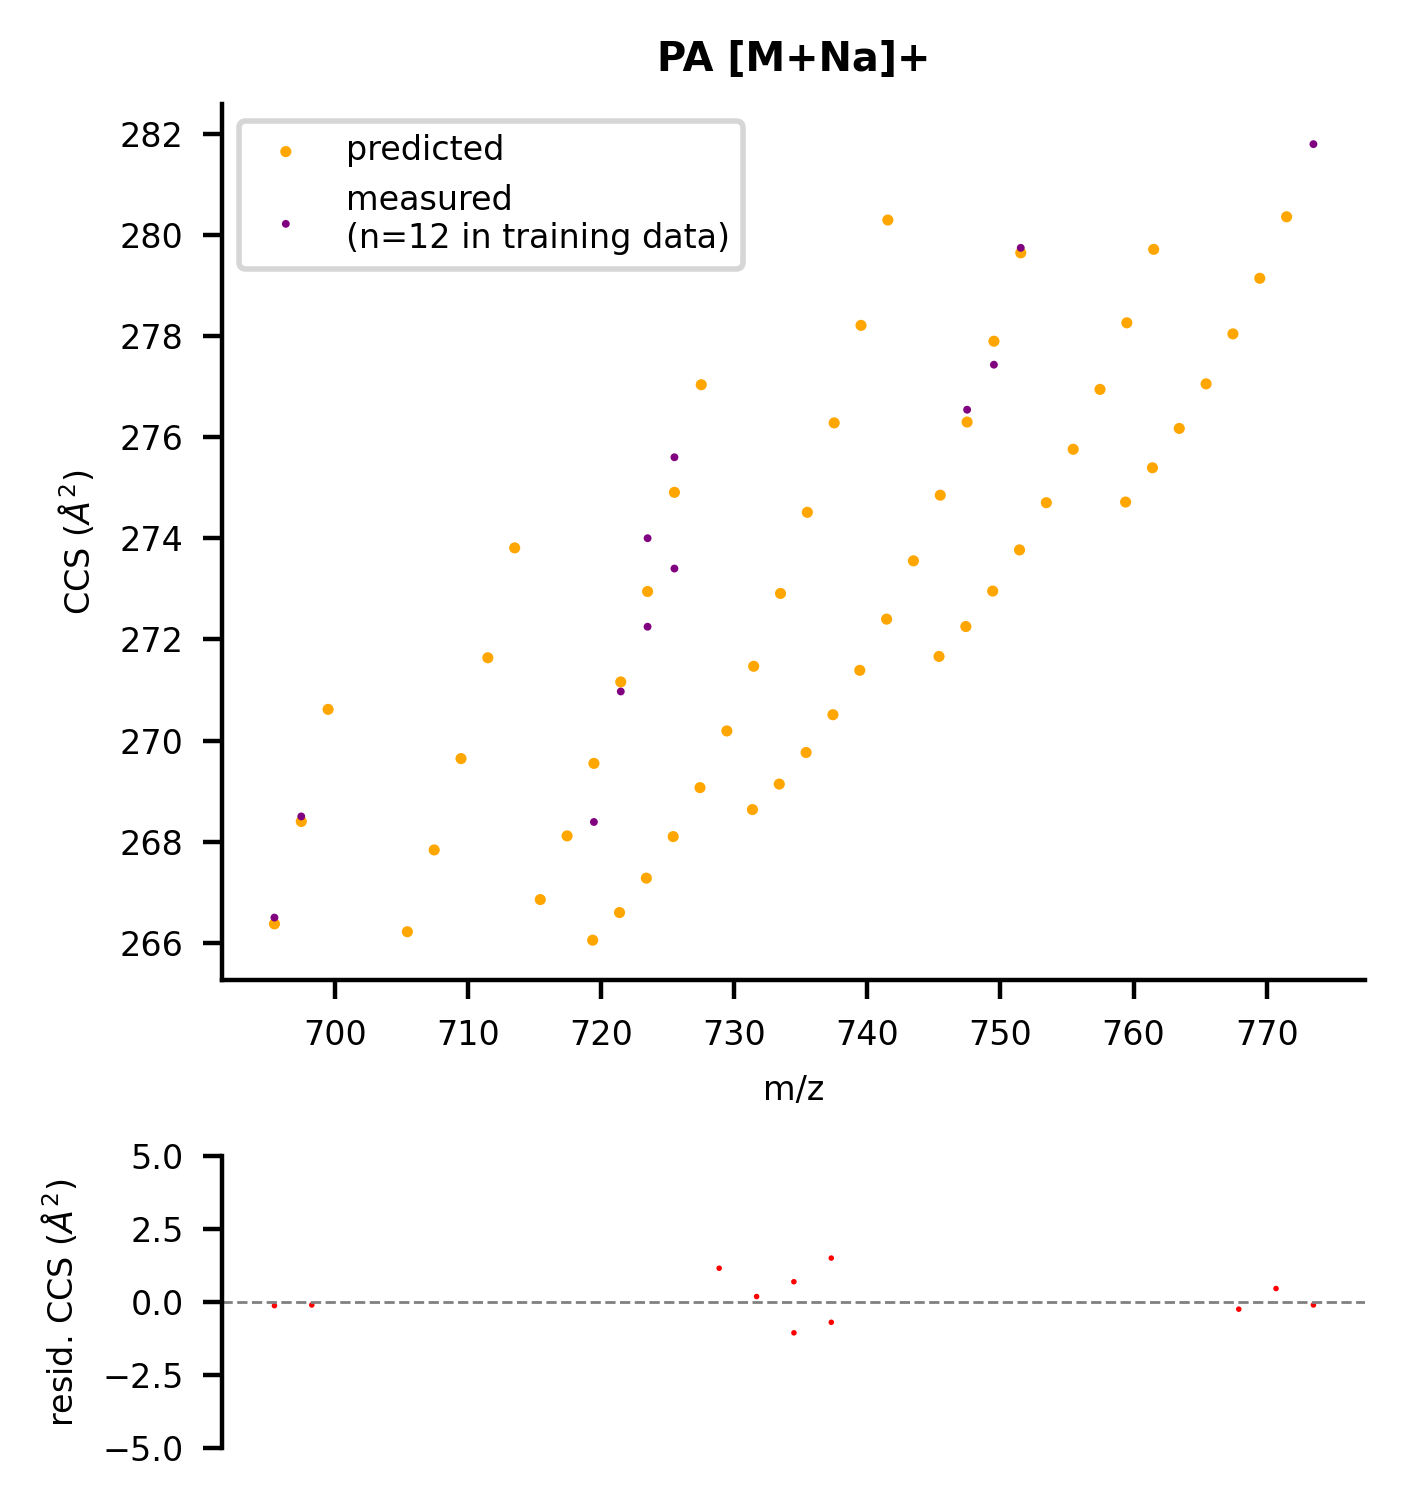 PA [M+Na]+
282
280
278
276
274
272
270
268
266
CCS (Å²)
predicted
measured
(n=12 in training data)
700 710 720 730 740 750 760 770
m/z
5.0
2.5
0.0
−2.5
−5.0
resid. CCS (Å²)